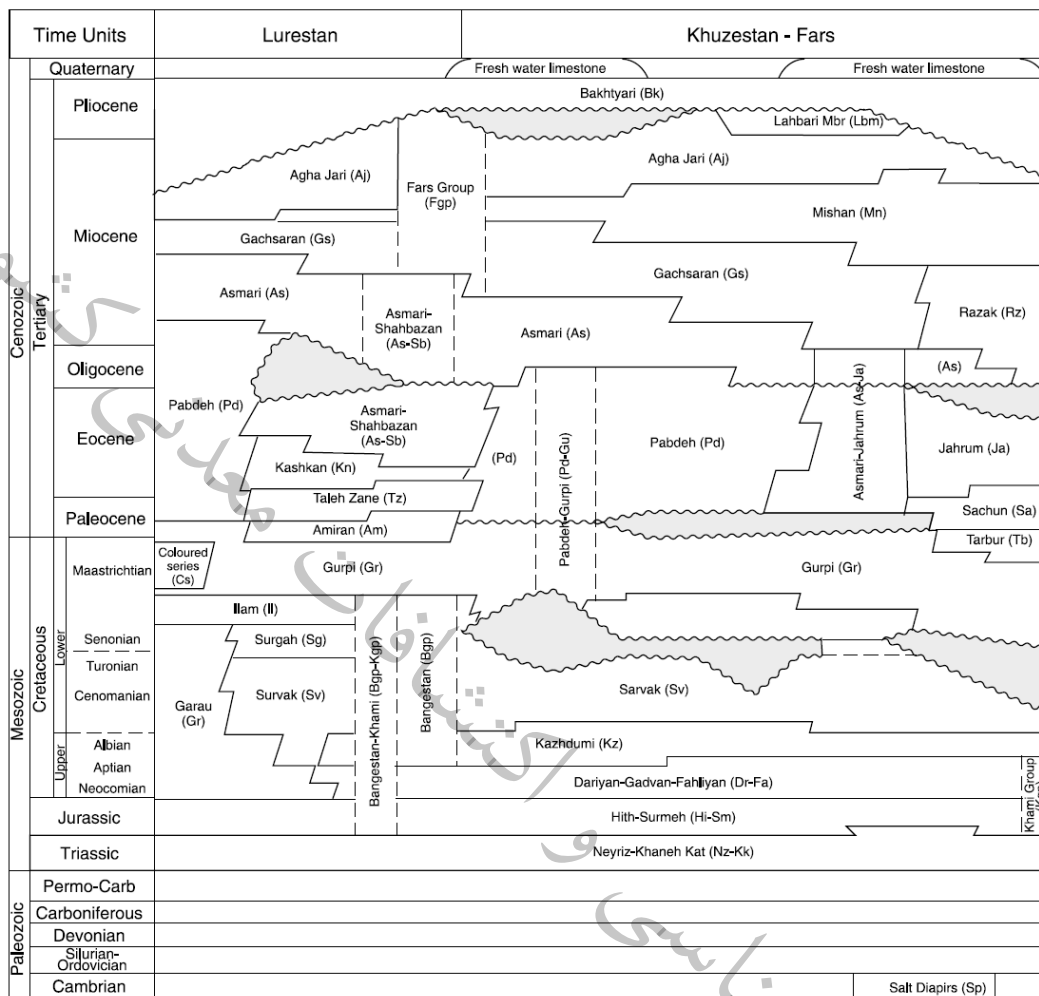 Time Units
Lurestan
Khuzestan - Fars
Cenozoic
Tertiary
Quaternary
Fresh water limestone
Fresh water limestone
Pliocene
Bakhtyari (Bk)
Lahbari Mbr (Lbm)
Miocene
Agha Jari (Aj)
Fars Group
(Fgp)
Agha Jari (Aj)
Mishan (Mn)
Gachsaran (Gs)
Gachsaran (Gs)
Asmari (As)
Asmari-
Shahbazan
(As-Sb)
Asmari (As)
Razak (Rz)
Oligocene
(As)
Eocene
Pabdeh (Pd)
Asmari-
Shahbazan
(As-Sb)
Kashkan (Kn)
(Pd)
Pabdeh-Gurpi (Pd-Gu)
Pabdeh (Pd)
Asmari-Jahrum (As-Ja)
Jahrum (Ja)
Taleh Zane (Tz)
Paleocene
Amiran (Am)
Sachun (Sa)
Tarbur (Tb)
Mesozoic
Cretaceous
Lower
Upper
Maastrichtian
Coloured
series
(Cs)
Gurpi (Gr)
Gurpi (Gr)
Illam (Il)
Senonian
Surgah (Sg)
Turonian
Cenomanian
Garau
(Gr)
Survak (Sv)
Bangestan-Khami (Bgp-Kgp)
Bangestan (Bgp)
Sarvak (Sv)
Albian
Kazhdumi (Kz)
Aptian
Neocomian
Dariyan-Gadvan-Fahliyan (Dr-Fa)
Khami Group
Jurassic
Hith-Surmeh (Hi-Sm)
Triassic
Neyriz-Khaneh Kat (Nz-Kk)
Paleozoic
Permo-Carb
Carboniferous
Devonian
Silurian-
Ordovician
Cambrian
Salt Diapirs (Sp)
و اکتشافات معدنی